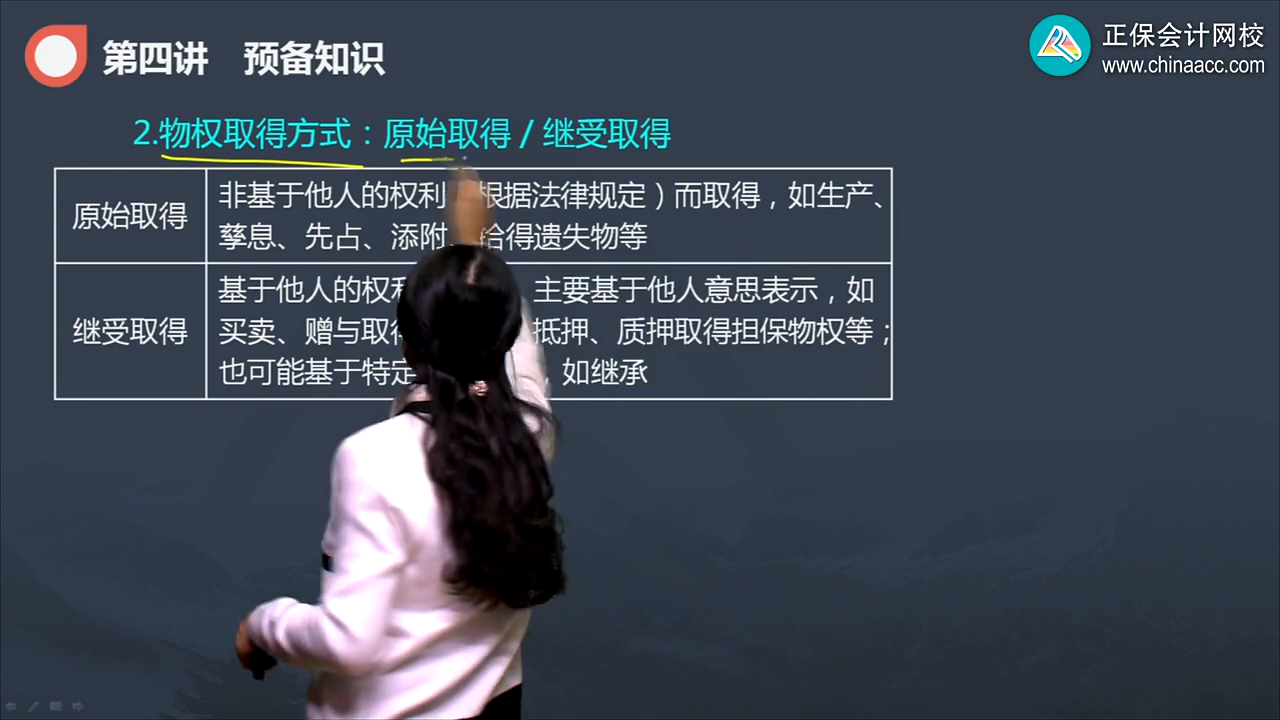 第四讲 预备知识
正保会计网校
www.chinaacc.com
2.物权取得方式：原始取得/继受取得
原始取得
非基于他人的权利 根据法律规定）而取得，如生产、
孳息、先占、添附、拾得遗失物等
继受取得
基于他人的权 主要基于他人意思表示，如
买卖、赠与取 抵押、质押取得担保物权等；
也可能基于特定 ，如继承